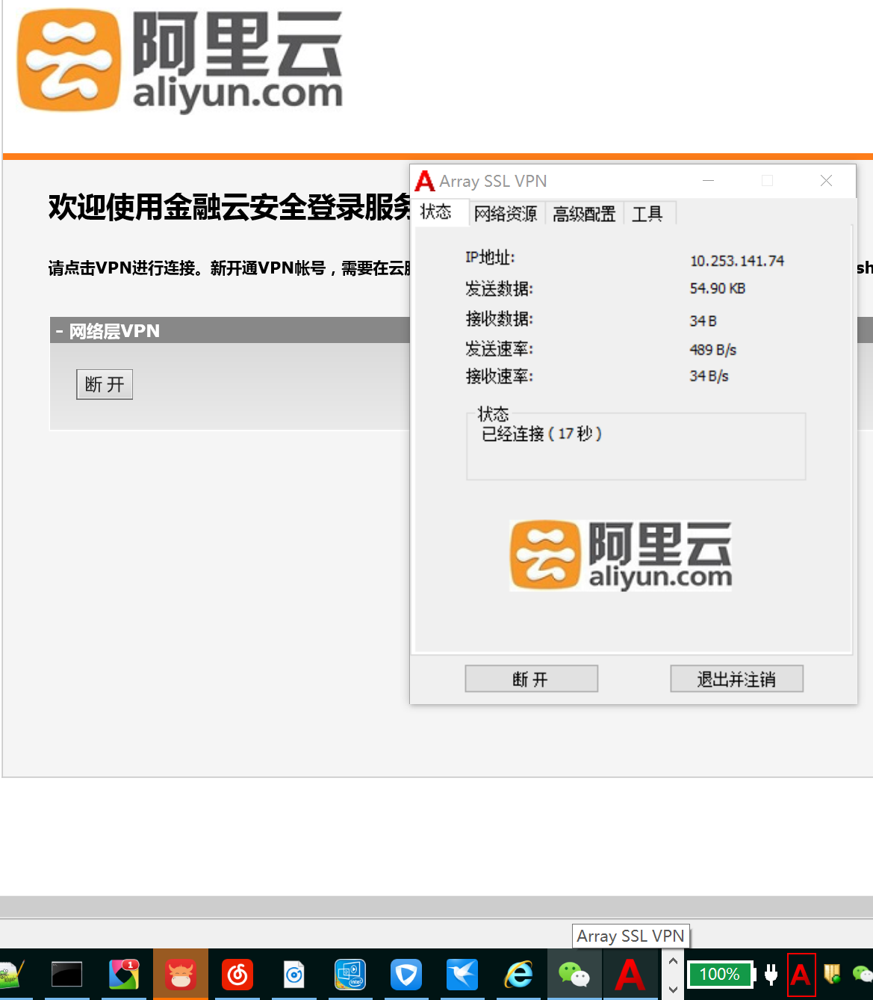 阿里云
aliyun.com
欢迎使用金融云安全登录服务
请点击VPN进行连接。新开通VPN帐号，需要在云服
sh
- 网络层VPN
断 开
Array SSL VPN
状态 网络资源 高级配置 工具
IP地址: 10.253.141.74
发送数据: 54.90 KB
接收数据: 34 B
发送速率: 489 B/s
接收速率: 34 B/s
状态
已经连接 ( 17 秒 )
阿里云
aliyun.com
断 开 退出并注销
Array SSL VPN
1
intel
100%